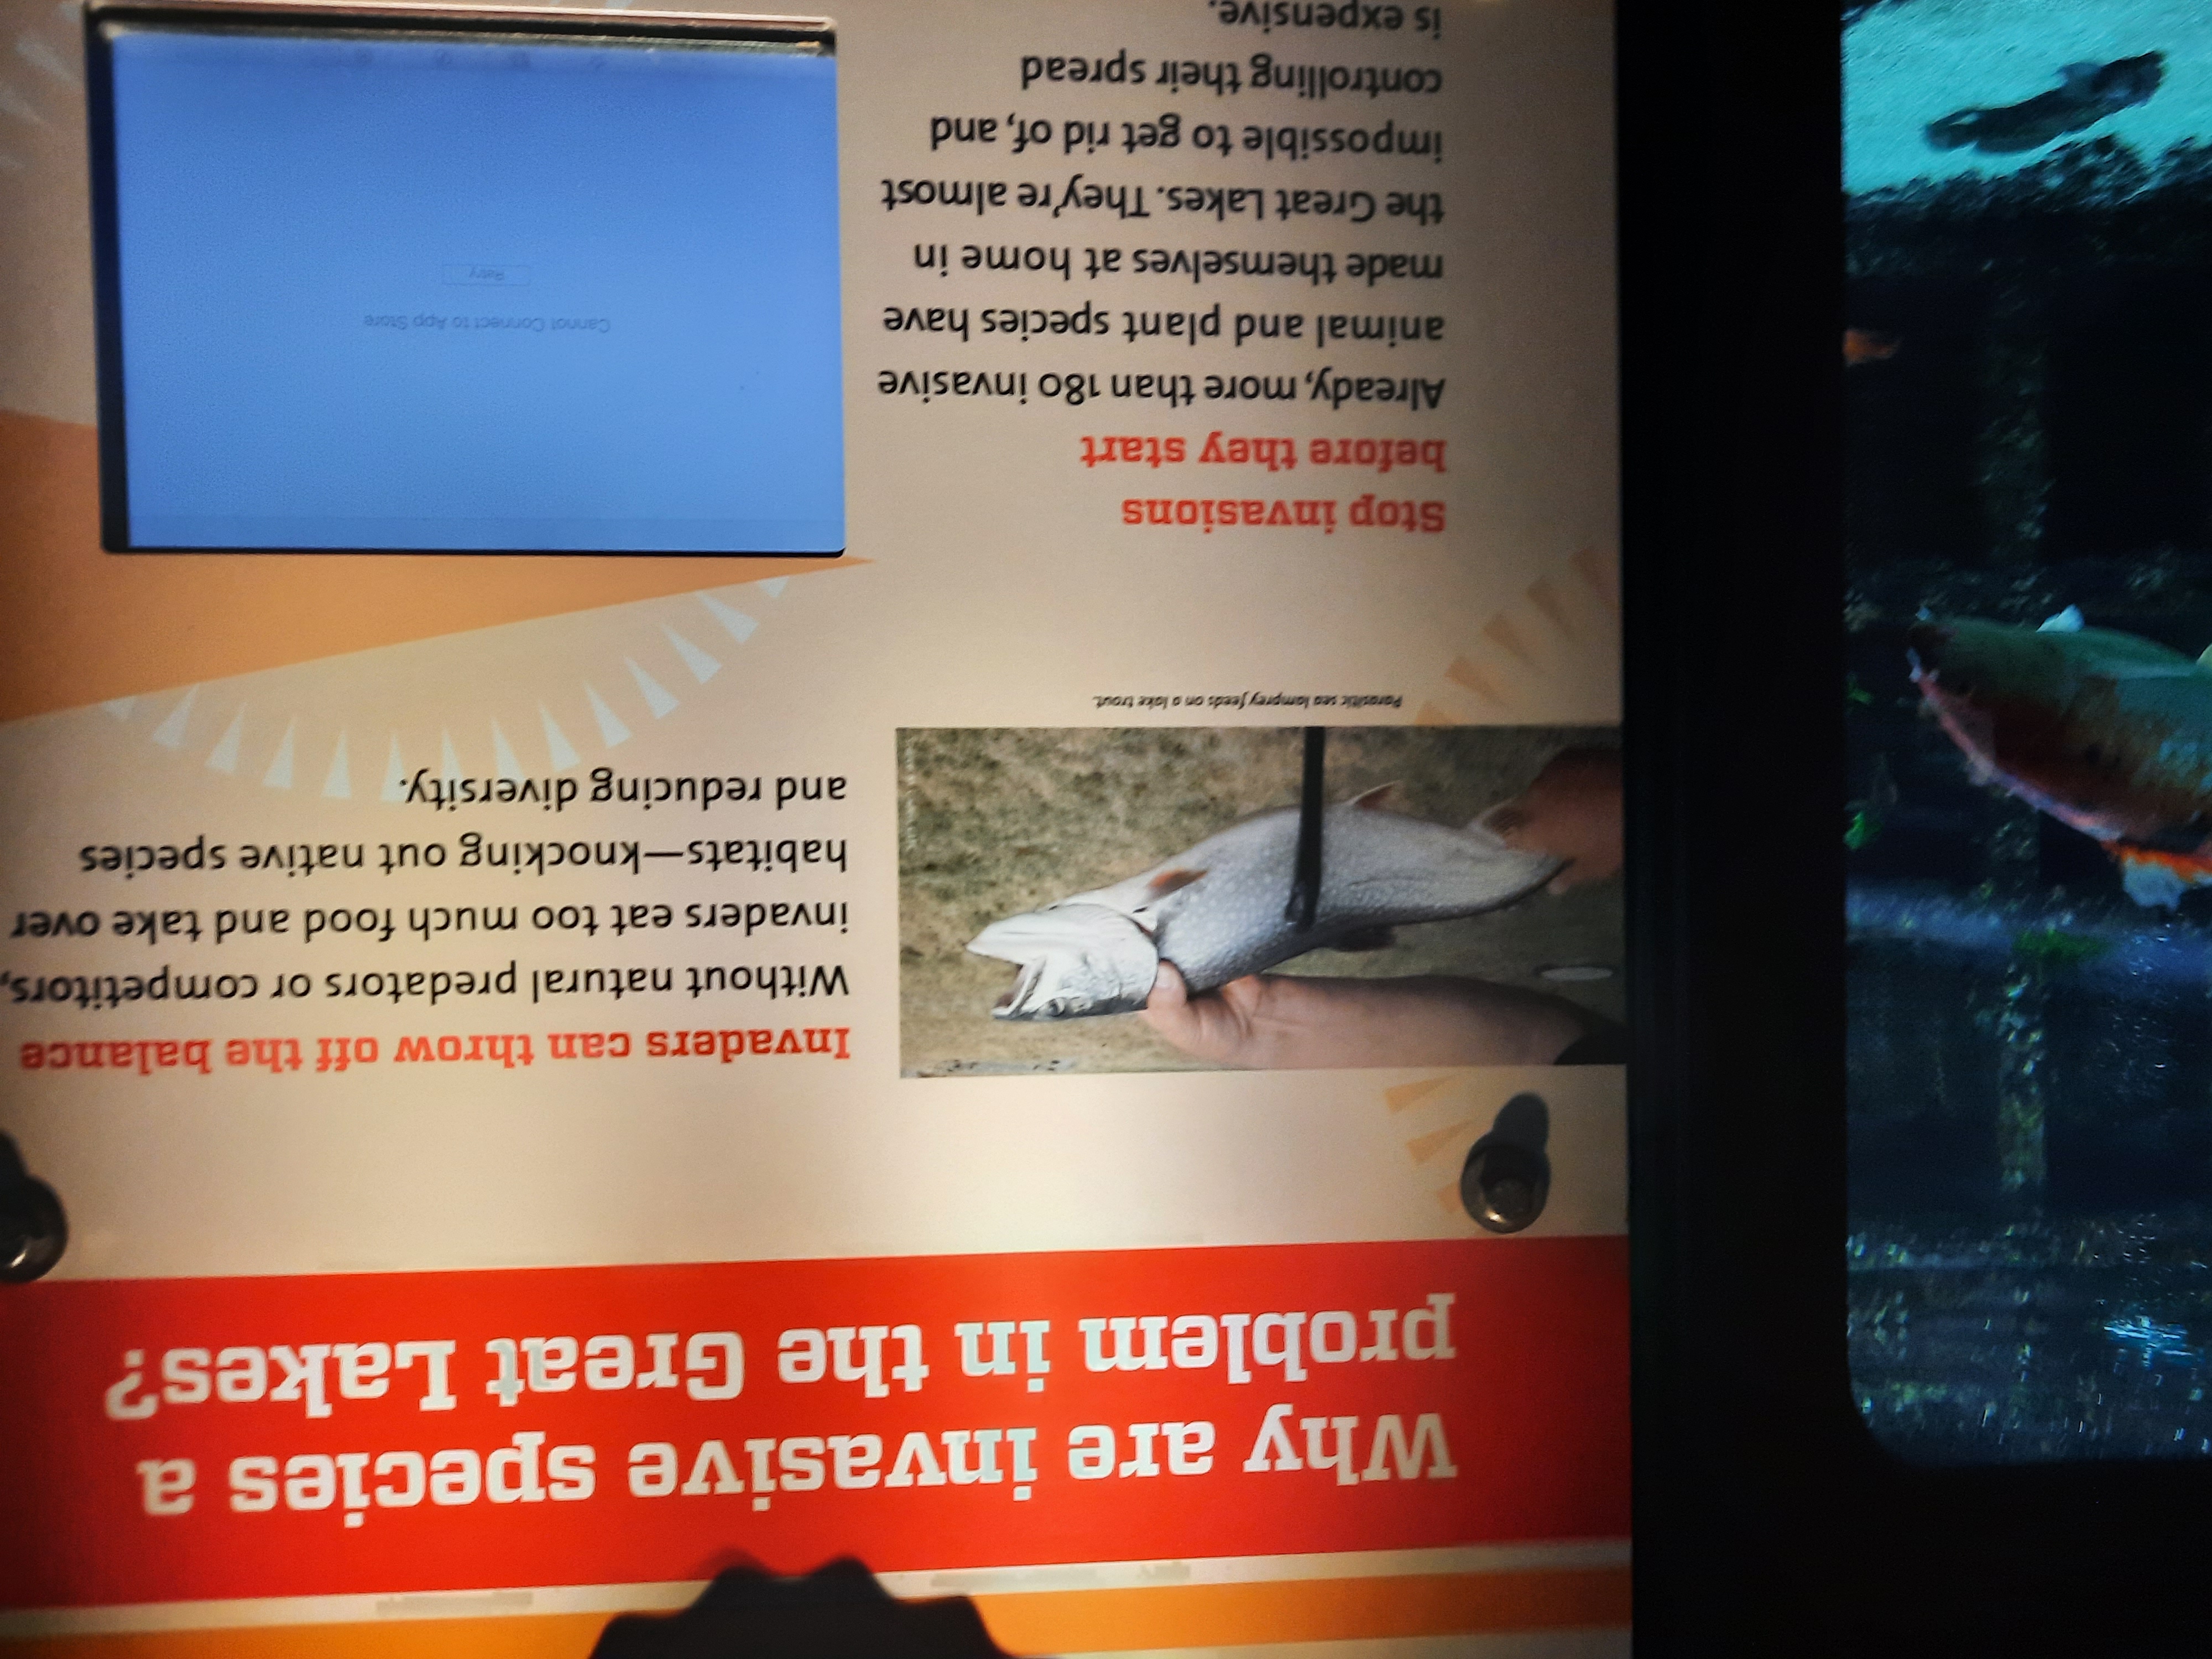 Why are invasive species a
problem in the Great Lakes?
Invaders can throw off the balance
Without natural predators or competitors,
invaders eat too much food and take over
habitats—knocking out native species
and reducing diversity.
Parasitic sea lamprey feeds on a lake trout.
Stop invasions
before they start
Already, more than 180 invasive
animal and plant species have
made themselves at home in
the Great Lakes. They're almost
impossible to get rid of, and
controlling their spread
is expensive.
Cannot Connect to App Store
Retry